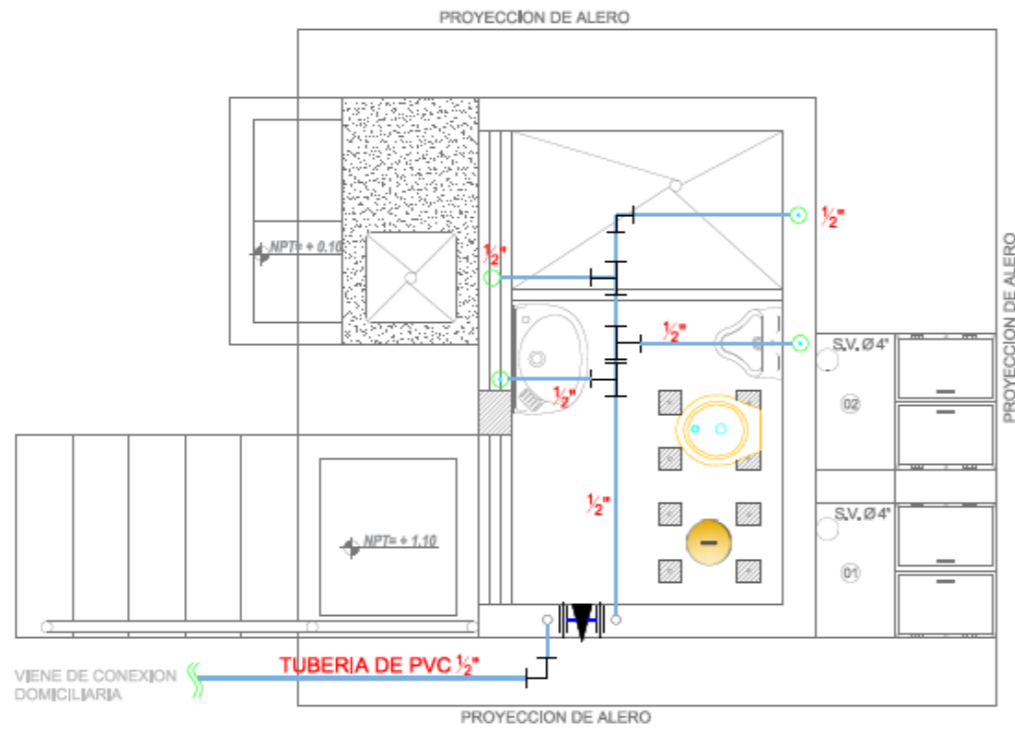 PROYECCION DE ALERO
½"
½"
NPT= + 0.10
PROYECCION DE ALERO
½"
S.V. Ø 4"
½"
02
½"
S.V. Ø 4"
NPT= + 1.10
01
TUBERIA DE PVC ½"
VIENE DE CONEXION
DOMICILIARIA
PROYECCION DE ALERO